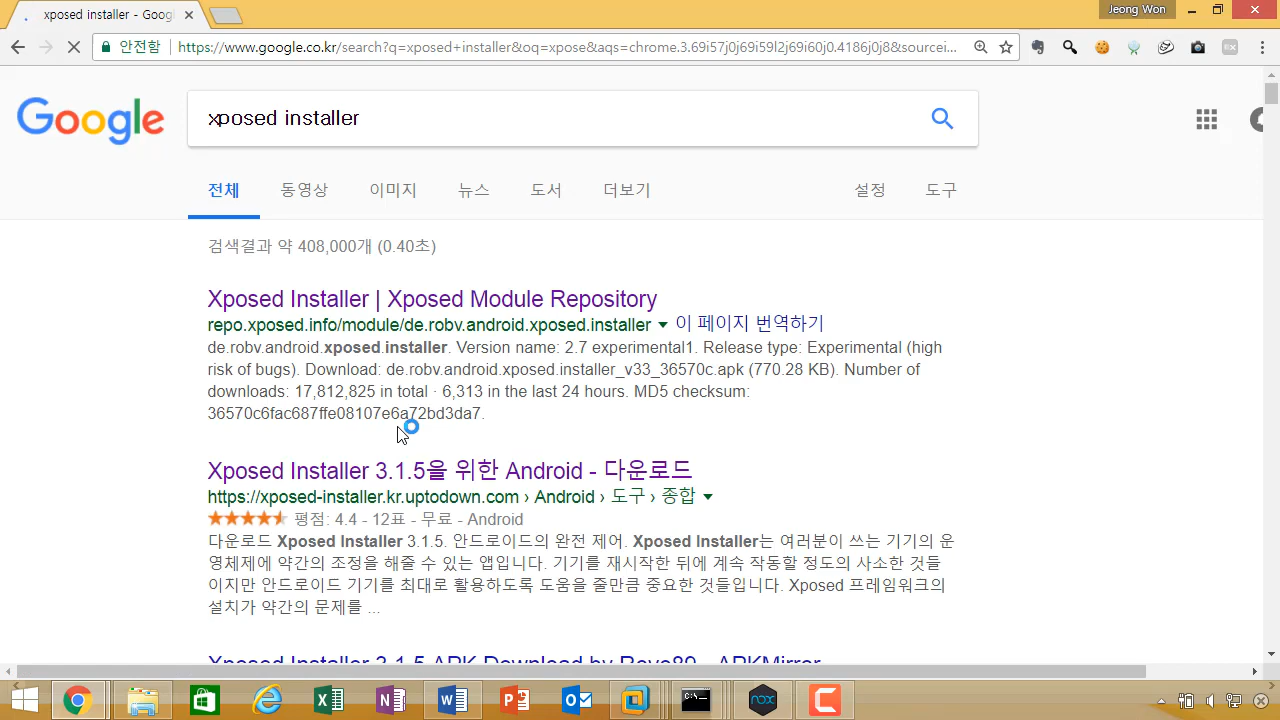 xposed installer - Goog
Jeong Won
안전함
https://www.google.co.kr/search?q=xposed+installer&oq=xpose&aqs=chrome.3.69i57j0j69i59l2j69i60j0.4186j0j8&sourcei...
Google
xposed installer
전체 동영상 이미지 뉴스 도서 더보기 설정 도구
검색결과 약 408,000개 (0.40초)
Xposed Installer | Xposed Module Repository
repo.xposed.info/module/de.robv.android.xposed.installer 이 페이지 번역하기
de.robv.android.xposed.installer. Version name: 2.7 experimental1. Release type: Experimental (high
risk of bugs). Download: de.robv.android.xposed.installer_v33_36570c.apk (770.28 KB). Number of
downloads: 17,812,825 in total · 6,313 in the last 24 hours. MD5 checksum:
36570c6fac687ffe08107e6a72bd3da7.
Xposed Installer 3.1.5을 위한 Android - 다운로드
https://xposed-installer.kr.uptodown.com › Android › 도구 › 종합
평점: 4.4 - 12표 - 무료 - Android
다운로드 Xposed Installer 3.1.5. 안드로이드의 완전 제어. Xposed Installer는 여러분이 쓰는 기기의 운
영체제에 약간의 조정을 해줄 수 있는 앱입니다. 기기를 재시작한 뒤에 계속 작동할 정도의 사소한 것들
이지만 안드로이드 기기를 최대로 활용하도록 도움을 줄만큼 중요한 것들입니다. Xposed 프레임워크의
설치가 약간의 문제를 ...
Xposed Installer 3.1.5 APK Download by Rovo89 - APKMirror
nox